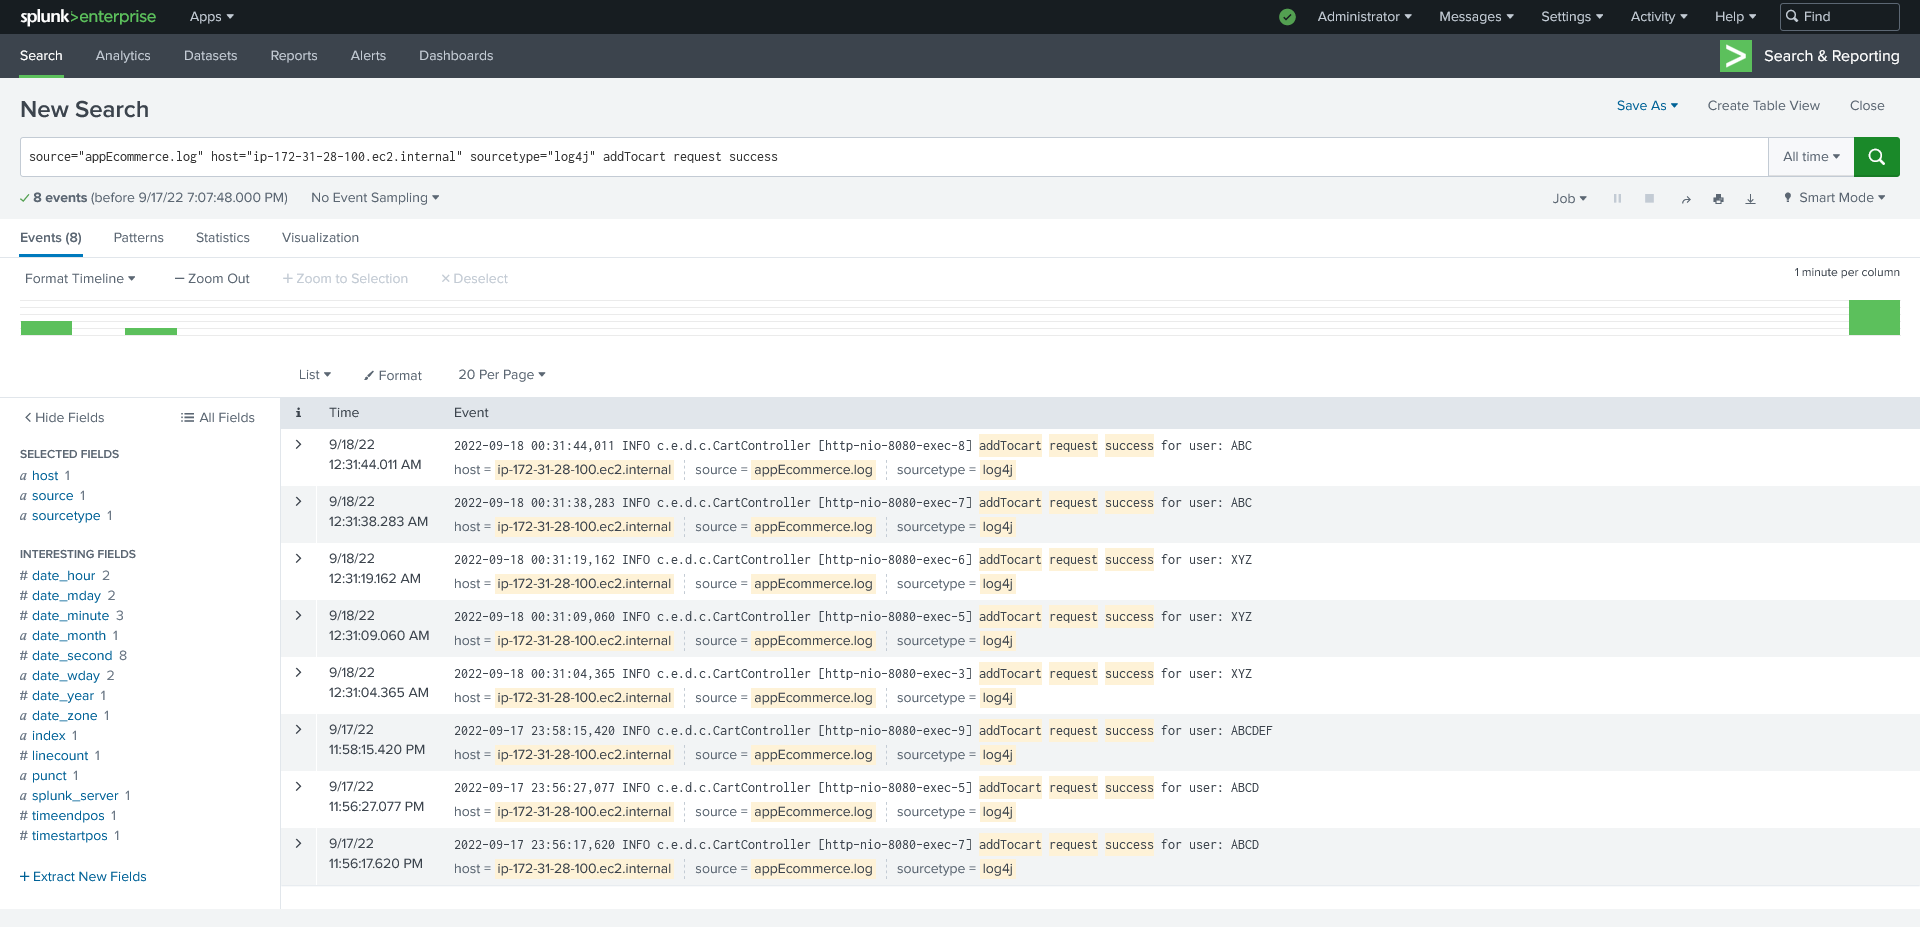 splunk>enterprise Apps Administrator Messages Settings Activity Help Find
Search Analytics Datasets Reports Alerts Dashboards > Search & Reporting
New Search Save As Create Table View Close
source="appEcommerce.log" host="ip-172-31-28-100.ec2.internal" sourcetype="log4j" addTocart request success All time
8 events (before 9/17/22 7:07:48.000 PM) No Event Sampling Job Smart Mode
Events (8) Patterns Statistics Visualization
Format Timeline — Zoom Out + Zoom to Selection × Deselect 1 minute per column
List Format 20 Per Page
< Hide Fields All Fields
SELECTED FIELDS
a host 1
a source 1
a sourcetype 1
INTERESTING FIELDS
# date_hour 2
# date_mday 2
# date_minute 3
a date_month 1
# date_second 8
a date_wday 2
# date_year 1
a date_zone 1
a index 1
# linecount 1
a punct 1
a splunk_server 1
# timeendpos 1
# timestartpos 1
+ Extract New Fields
i Time Event
> 9/18/22 2022-09-18 00:31:44,011 INFO c.e.d.c.CartController [http-nio-8080-exec-8] addTocart request success for user: ABC
12:31:44.011 AM host = ip-172-31-28-100.ec2.internal source = appEcommerce.log sourcetype = log4j
> 9/18/22 2022-09-18 00:31:38,283 INFO c.e.d.c.CartController [http-nio-8080-exec-7] addTocart request success for user: ABC
12:31:38.283 AM host = ip-172-31-28-100.ec2.internal source = appEcommerce.log sourcetype = log4j
> 9/18/22 2022-09-18 00:31:19,162 INFO c.e.d.c.CartController [http-nio-8080-exec-6] addTocart request success for user: XYZ
12:31:19.162 AM host = ip-172-31-28-100.ec2.internal source = appEcommerce.log sourcetype = log4j
> 9/18/22 2022-09-18 00:31:09,060 INFO c.e.d.c.CartController [http-nio-8080-exec-5] addTocart request success for user: XYZ
12:31:09.060 AM host = ip-172-31-28-100.ec2.internal source = appEcommerce.log sourcetype = log4j
> 9/18/22 2022-09-18 00:31:04,365 INFO c.e.d.c.CartController [http-nio-8080-exec-3] addTocart request success for user: XYZ
12:31:04.365 AM host = ip-172-31-28-100.ec2.internal source = appEcommerce.log sourcetype = log4j
> 9/17/22 2022-09-17 23:58:15,420 INFO c.e.d.c.CartController [http-nio-8080-exec-9] addTocart request success for user: ABCDEF
11:58:15.420 PM host = ip-172-31-28-100.ec2.internal source = appEcommerce.log sourcetype = log4j
> 9/17/22 2022-09-17 23:56:27,077 INFO c.e.d.c.CartController [http-nio-8080-exec-5] addTocart request success for user: ABCD
11:56:27.077 PM host = ip-172-31-28-100.ec2.internal source = appEcommerce.log sourcetype = log4j
> 9/17/22 2022-09-17 23:56:17,620 INFO c.e.d.c.CartController [http-nio-8080-exec-7] addTocart request success for user: ABCD
11:56:17.620 PM host = ip-172-31-28-100.ec2.internal source = appEcommerce.log sourcetype = log4j